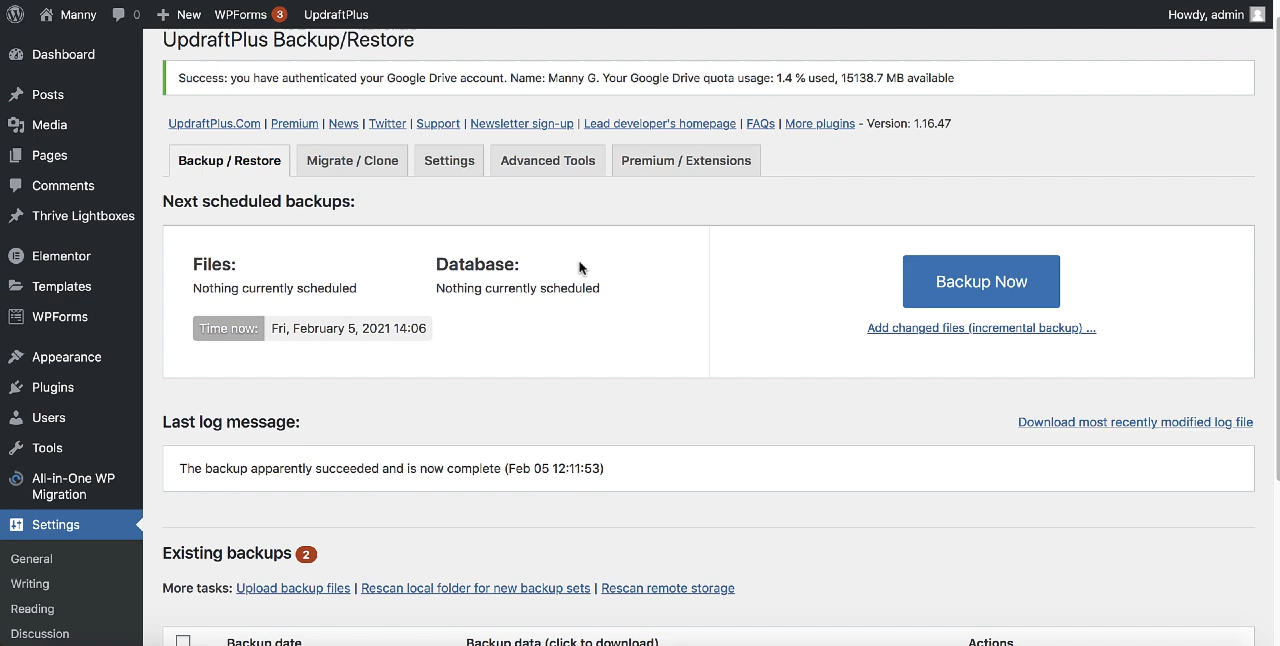 Manny 0 New WPForms 3 UpdraftPlus Howdy, admin
Dashboard
Posts
Media
Pages
Comments
Thrive Lightboxes
Elementor
Templates
WPForms
Appearance
Plugins
Users
Tools
All-in-One WP
Migration
Settings
General
Writing
Reading
Discussion
UpdraftPlus Backup/Restore
Success: you have authenticated your Google Drive account. Name: Manny G. Your Google Drive quota usage: 1.4 % used, 15138.7 MB available
UpdraftPlus.Com | Premium | News | Twitter | Support | Newsletter sign-up | Lead developer's homepage | FAQs | More plugins - Version: 1.16.47
Backup / Restore Migrate / Clone Settings Advanced Tools Premium / Extensions
Next scheduled backups:
Files: Database:
Nothing currently scheduled Nothing currently scheduled
Time now: Fri, February 5, 2021 14:06
Backup Now
Add changed files (incremental backup) ...
Last log message: Download most recently modified log file
The backup apparently succeeded and is now complete (Feb 05 12:11:53)
Existing backups 2
More tasks: Upload backup files | Rescan local folder for new backup sets | Rescan remote storage
Backup date Backup data (click to download) Actions